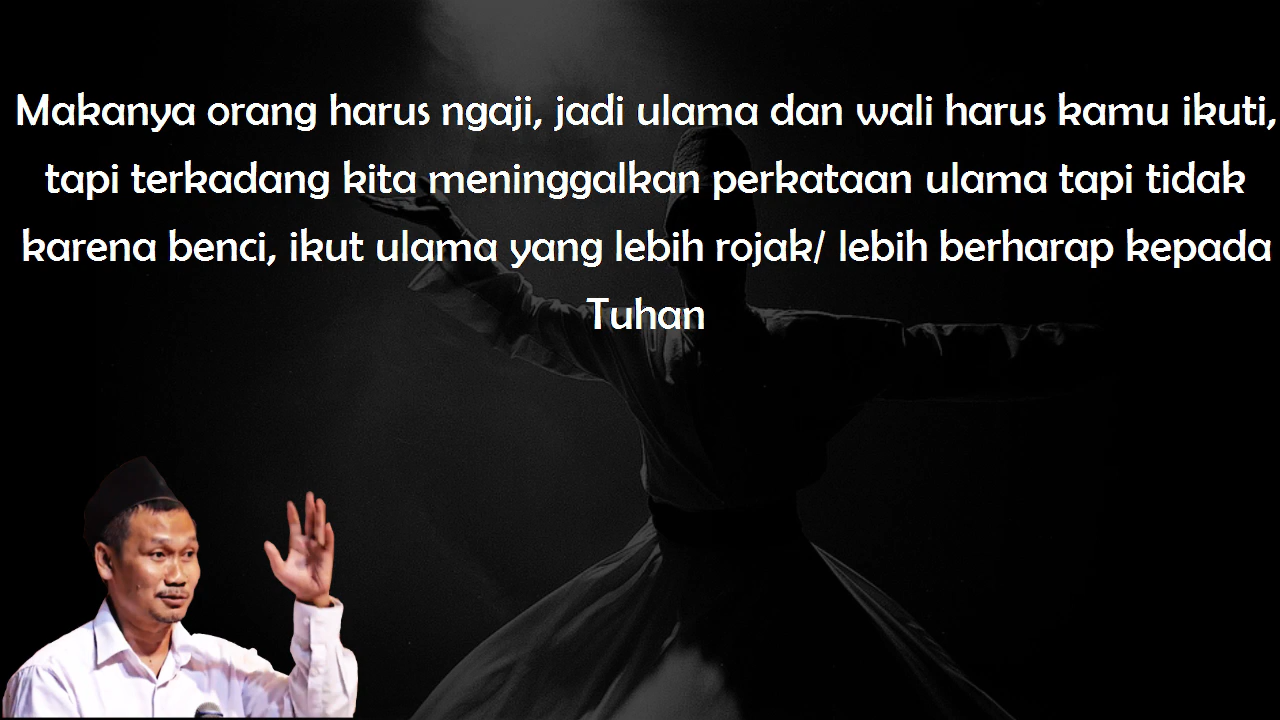 Makanya orang harus ngaji, jadi ulama dan wali harus kamu ikuti,
tapi terkadang kita meninggalkan perkataan ulama tapi tidak
karena benci, ikut ulama yang lebih rojak/ lebih berharap kepada
Tuhan